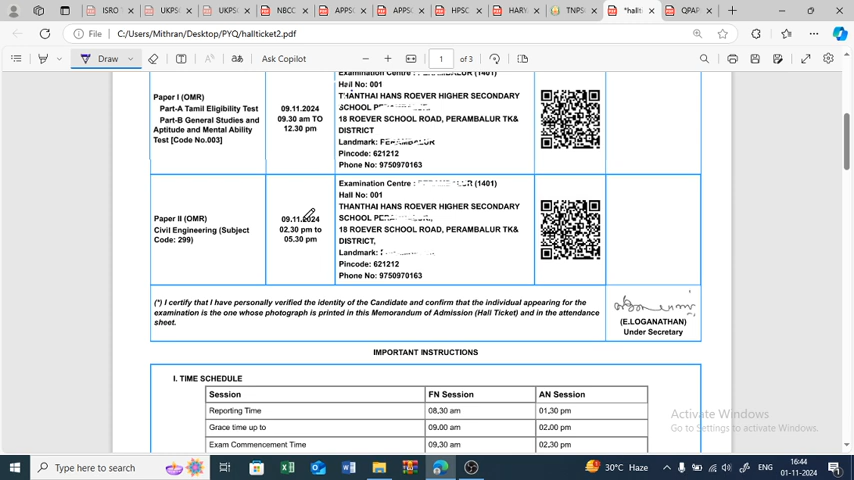 ISRO
UKPS
UKPS
NBCC
APPS
APPS
HPSC
HARY
TNPS
*hallti
QPAP
File
C:/Users/Mithran/Desktop/PYQ/hallticket2.pdf
Draw
Ask Copilot
1 of 3
Paper I (OMR)
Part-A Tamil Eligibility Test
Part-B General Studies and
Aptitude and Mental Ability
Test [Code No.003]
09.11.2024
09.30 am TO
12.30 pm
Examination Centre : (1401)
Hall No: 001
THANTHAI HANS ROEVER HIGHER SECONDARY
SCHOOL
18 ROEVER SCHOOL ROAD, PERAMBALUR TK&
DISTRICT
Landmark:
Pincode: 621212
Phone No: 9750970163
Paper II (OMR)
Civil Engineering (Subject
Code: 299)
09.11.2024
02.30 pm to
05.30 pm
Examination Centre : (1401)
Hall No: 001
THANTHAI HANS ROEVER HIGHER SECONDARY
SCHOOL
18 ROEVER SCHOOL ROAD, PERAMBALUR TK&
DISTRICT,
Landmark:
Pincode: 621212
Phone No: 9750970163
(*) I certify that I have personally verified the identity of the Candidate and confirm that the individual appearing for the
examination is the one whose photograph is printed in this Memorandum of Admission (Hall Ticket) and in the attendance
sheet.
(E.LOGANATHAN)
Under Secretary
IMPORTANT INSTRUCTIONS
I. TIME SCHEDULE
Session FN Session AN Session
Reporting Time 08.30 am 01.30 pm
Grace time up to 09.00 am 02.00 pm
Exam Commencement Time 09.30 am 02.30 pm
Activate Windows
Go to Settings to activate Windows.
Type here to search
30°C Haze
ENG
16:44
01-11-2024